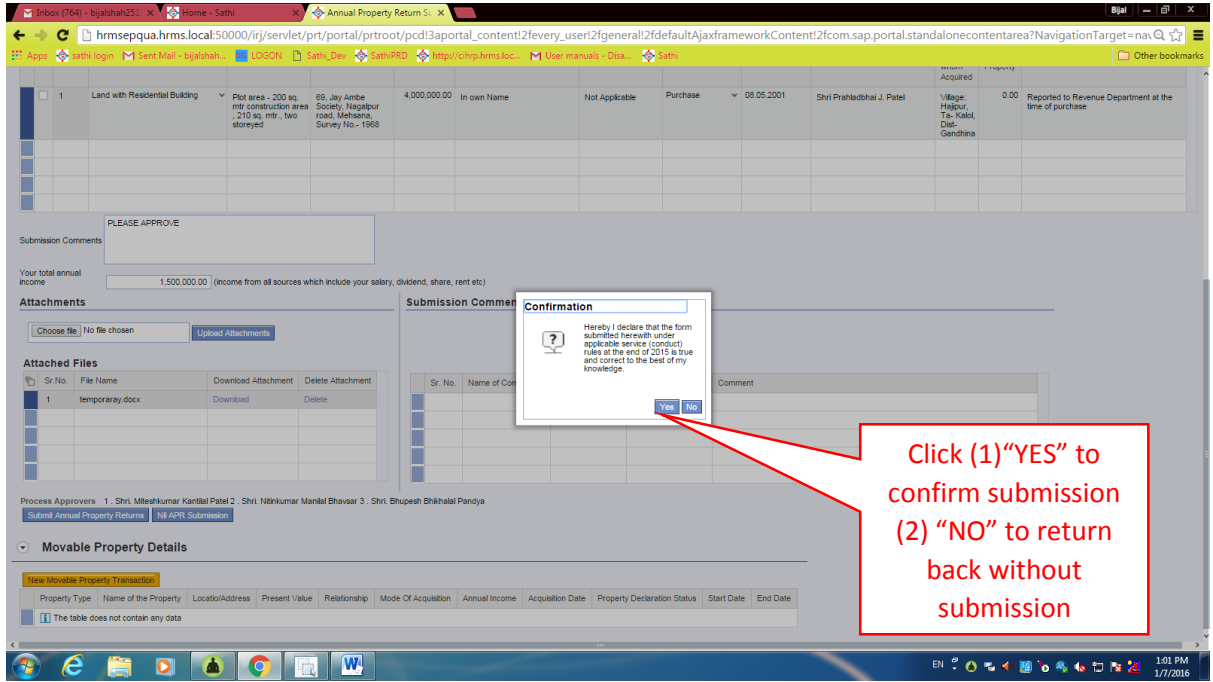 Inbox (764) - bijalshah251 Home - Sathi Annual Property Return Su Bijal
hrmsepqua.hrms.local:50000/irj/servlet/prt/portal/prtroot/pcd!3aportal_content!2fevery_user!2fgeneral!2fdefaultAjaxframeworkContent!2fcom.sap.portal.standalonecontentarea?NavigationTarget=nav
Apps sathi login Sent Mail - bijalshah... LOGON Sathi_Dev SathiPRD http://cihrp.hrms.loc... User manuals - Disa... Sathi Other bookmarks
Acquired
1 Land with Residential Building Plot area - 200 sq. 69, Jay Ambe 4,000,000.00 In own Name Not Applicable Purchase 08.05.2001 Shri Prahladbhai J. Patel Village: 0.00 Reported to Revenue Department at the
mtr construction area Society, Nagalpur Hajipur, time of purchase
, 210 sq. mtr., two road, Mehsana, Ta- Kalol,
storeyed Survey No.- 1968 Dist-
Gandhina
PLEASE APPROVE
Submission Comments
Your total annual
income 1,500,000.00 (income from all sources which include your salary, dividend, share, rent etc)
Attachments Submission Commen
Choose file No file chosen Upload Attachments
Confirmation
Hereby I declare that the form
submitted herewith under
applicable service (conduct)
rules at the end of 2015 is true
and correct to the best of my
knowledge.
Yes No
Attached Files
Sr.No. File Name Download Attachment Delete Attachment Sr. No. Name of Con Comment
1 temporaray.docx Download Delete
Click (1)“YES” to
confirm submission
(2) “NO” to return
back without
submission
Process Approvers 1 . Shri. Miteshkumar Kantilal Patel 2 . Shri. Nitinkumar Manilal Bhavsar 3 . Shri. Bhupesh Bhikhalal Pandya
Submit Annual Property Returns Nil APR Submission
Movable Property Details
New Movable Property Transaction
Property Type Name of the Property Locatio/Address Present Value Relationship Mode Of Acquisition Annual Income Acquisition Date Property Declaration Status Start Date End Date
The table does not contain any data
EN 1:01 PM
1/7/2016